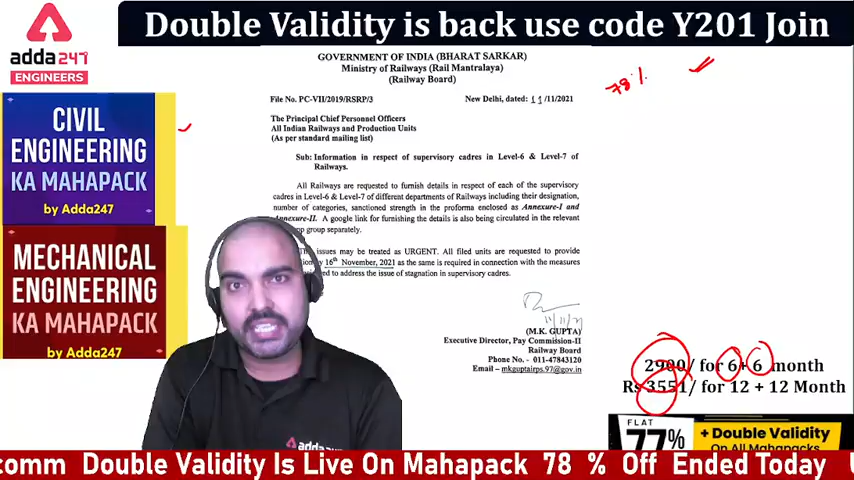 Double Validity is back use code Y201 Join
adda247
ENGINEERS
GOVERNMENT OF INDIA (BHARAT SARKAR)
Ministry of Railways (Rail Mantralaya)
(Railway Board)
File No. PC-VII/2019/RSRP/3
New Delhi, dated: 11/11/2021
78%
The Principal Chief Personnel Officers
All Indian Railways and Production Units
(As per standard mailing list)
Sub: Information in respect of supervisory cadres in Level-6 & Level-7 of
Railways.
All Railways are requested to furnish details in respect of each of the supervisory
cadres in Level-6 & Level-7 of different departments of Railways including their designation,
number of categories, sanctioned strength in the proforma enclosed as Annexure-I and
Annexure-II. A google link for furnishing the details is also being circulated in the relevant
group separately.
issues may be treated as URGENT. All filed units are requested to provide
by 16th November, 2021 as the same is required in connection with the measures
to address the issue of stagnation in supervisory cadres.
11/11/21
(M.K. GUPTA)
Executive Director, Pay Commission-II
Railway Board
Phone No. - 011-47843120
Email – mkguptairps.97@gov.in
CIVIL
ENGINEERING
KA MAHAPACK
by Adda247
MECHANICAL
ENGINEERING
KA MAHAPACK
by Adda247
2900/ for 6+ 6 month
Rs 3551/ for 12 + 12 Month
FLAT
77%
+ Double Validity
On All Mahapacks
adda247
comm Double Validity Is Live On Mahapack 78 % Off Ended Today